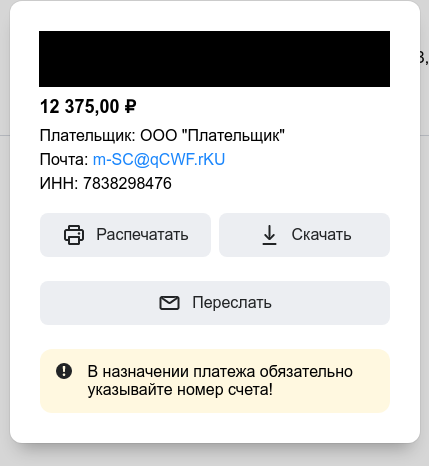 12 375,00 ₽
Плательщик: ООО "Плательщик"
Почта: m-SC@qCWF.rKU
ИНН: 7838298476
Распечатать
Скачать
Переслать
В назначении платежа обязательно
указывайте номер счета!